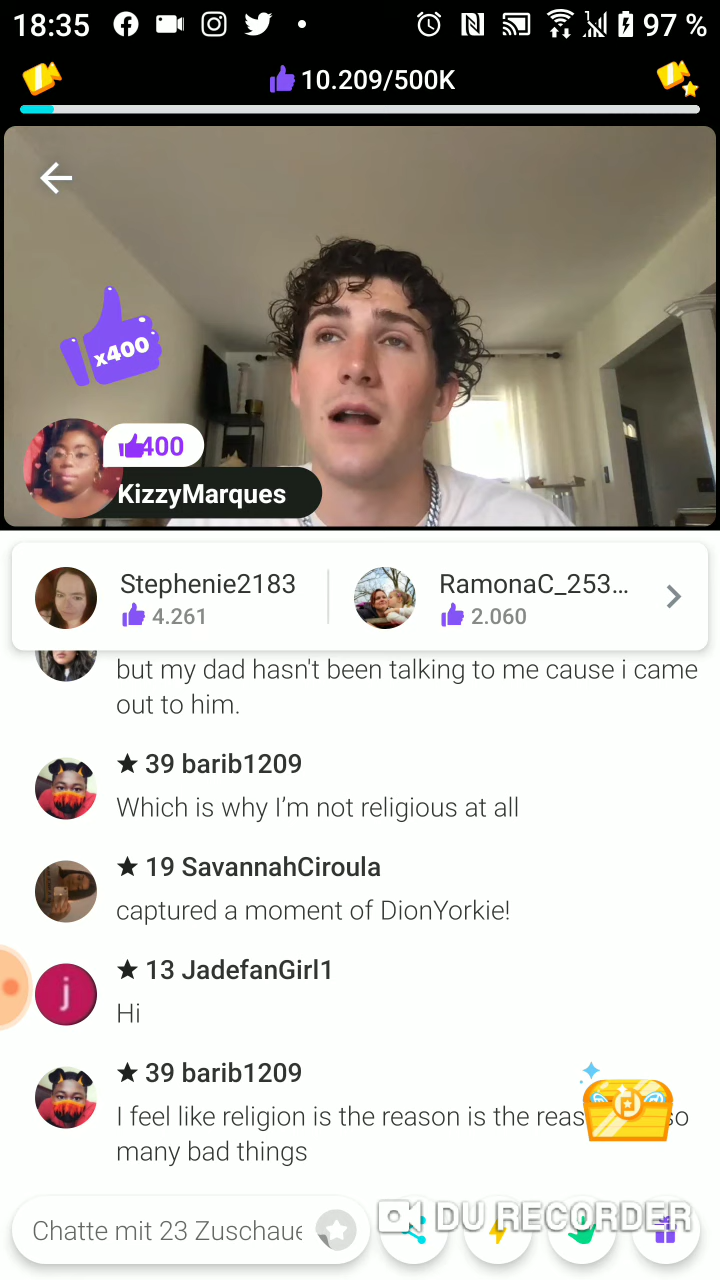 18:35 97 %
10.209/500K
x400
400
KizzyMarques
Stephenie2183 RamonaC_253...
4.261 2.060
but my dad hasn't been talking to me cause i came
out to him.
★ 39 barib1209
Which is why I'm not religious at all
★ 19 SavannahCiroula
captured a moment of DionYorkie!
★ 13 JadefanGirl1
j
Hi
★ 39 barib1209
I feel like religion is the reason is the reas so
many bad things
Chatte mit 23 Zuschaue
DU RECORDER